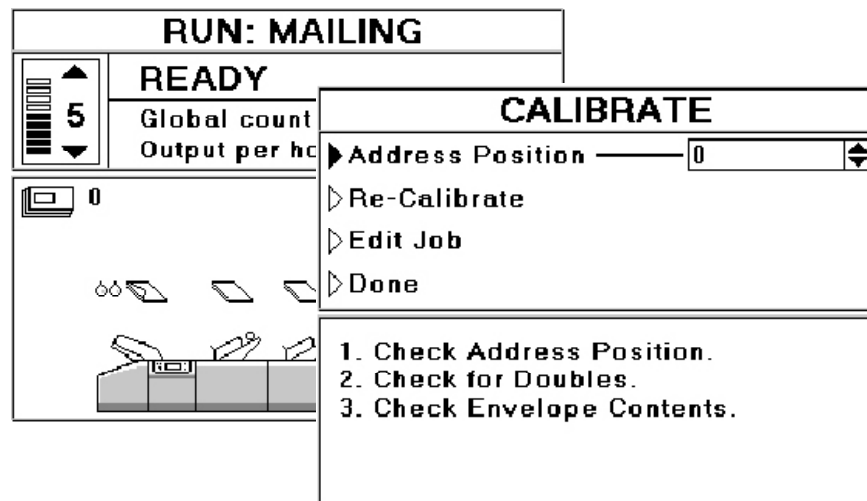 RUN: MAILING
READY
5
Global count
Output per
0
CALIBRATE
Address Position 0
Re-Calibrate
Edit Job
Done
1. Check Address Position.
2. Check for Doubles.
3. Check Envelope Contents.